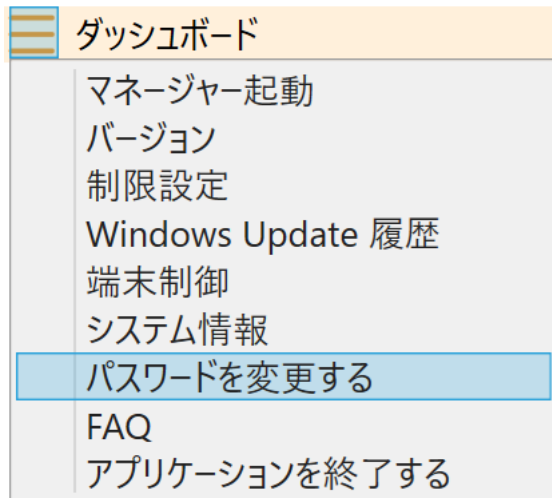 ダッシュボード
マネージャー起動
バージョン
制限設定
Windows Update 履歴
端末制御
システム情報
パスワードを変更する
FAQ
アプリケーションを終了する